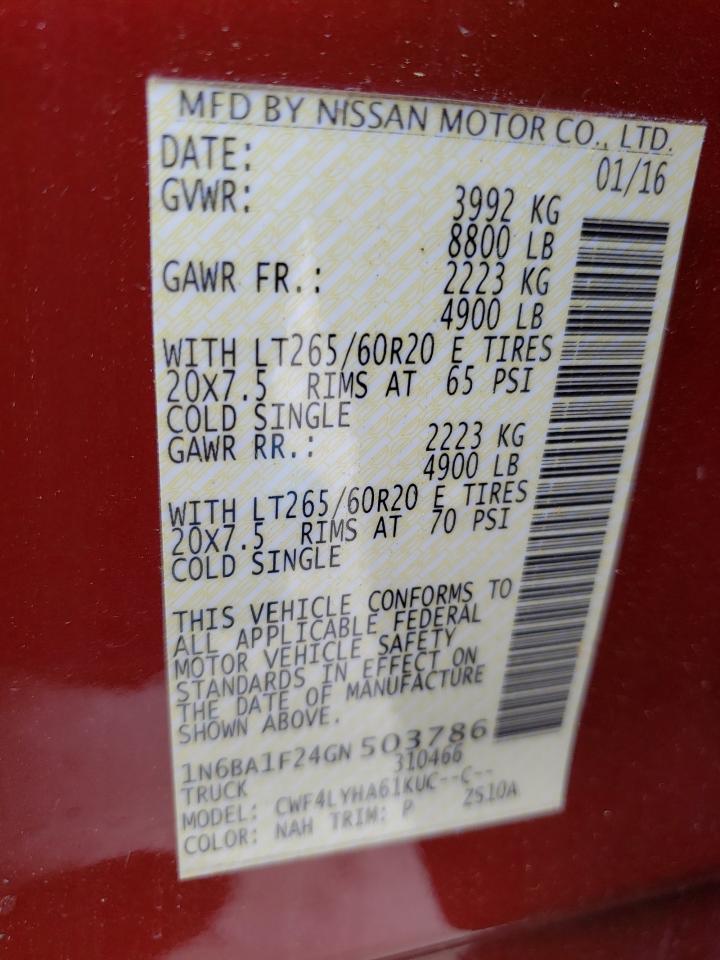 MFD BY NISSAN MOTOR CO., LTD.
DATE: 01/16
GVWR: 3992 KG
8800 LB
GAWR FR.: 2223 KG
4900 LB
WITH LT265/60R20 E TIRES
20X7.5 RIMS AT 65 PSI
COLD SINGLE
GAWR RR.: 2223 KG
4900 LB
WITH LT265/60R20 E TIRES
20X7.5 RIMS AT 70 PSI
COLD SINGLE
THIS VEHICLE CONFORMS TO
ALL APPLICABLE FEDERAL
MOTOR VEHICLE SAFETY
STANDARDS IN EFFECT ON
THE DATE OF MANUFACTURE
SHOWN ABOVE.
1N6BA1F24GN503786
TRUCK 310466
MODEL: CWF4LYHA61KUC--C--
COLOR: NAH TRIM: P 2S10A